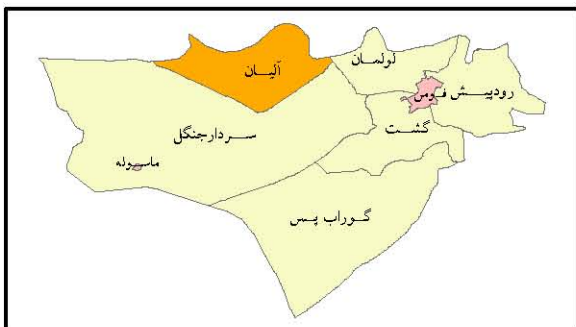 لولمان
آلیان
رودپیش
فومن
گشت
سردارجنگل
ماسوله
گوراب پس